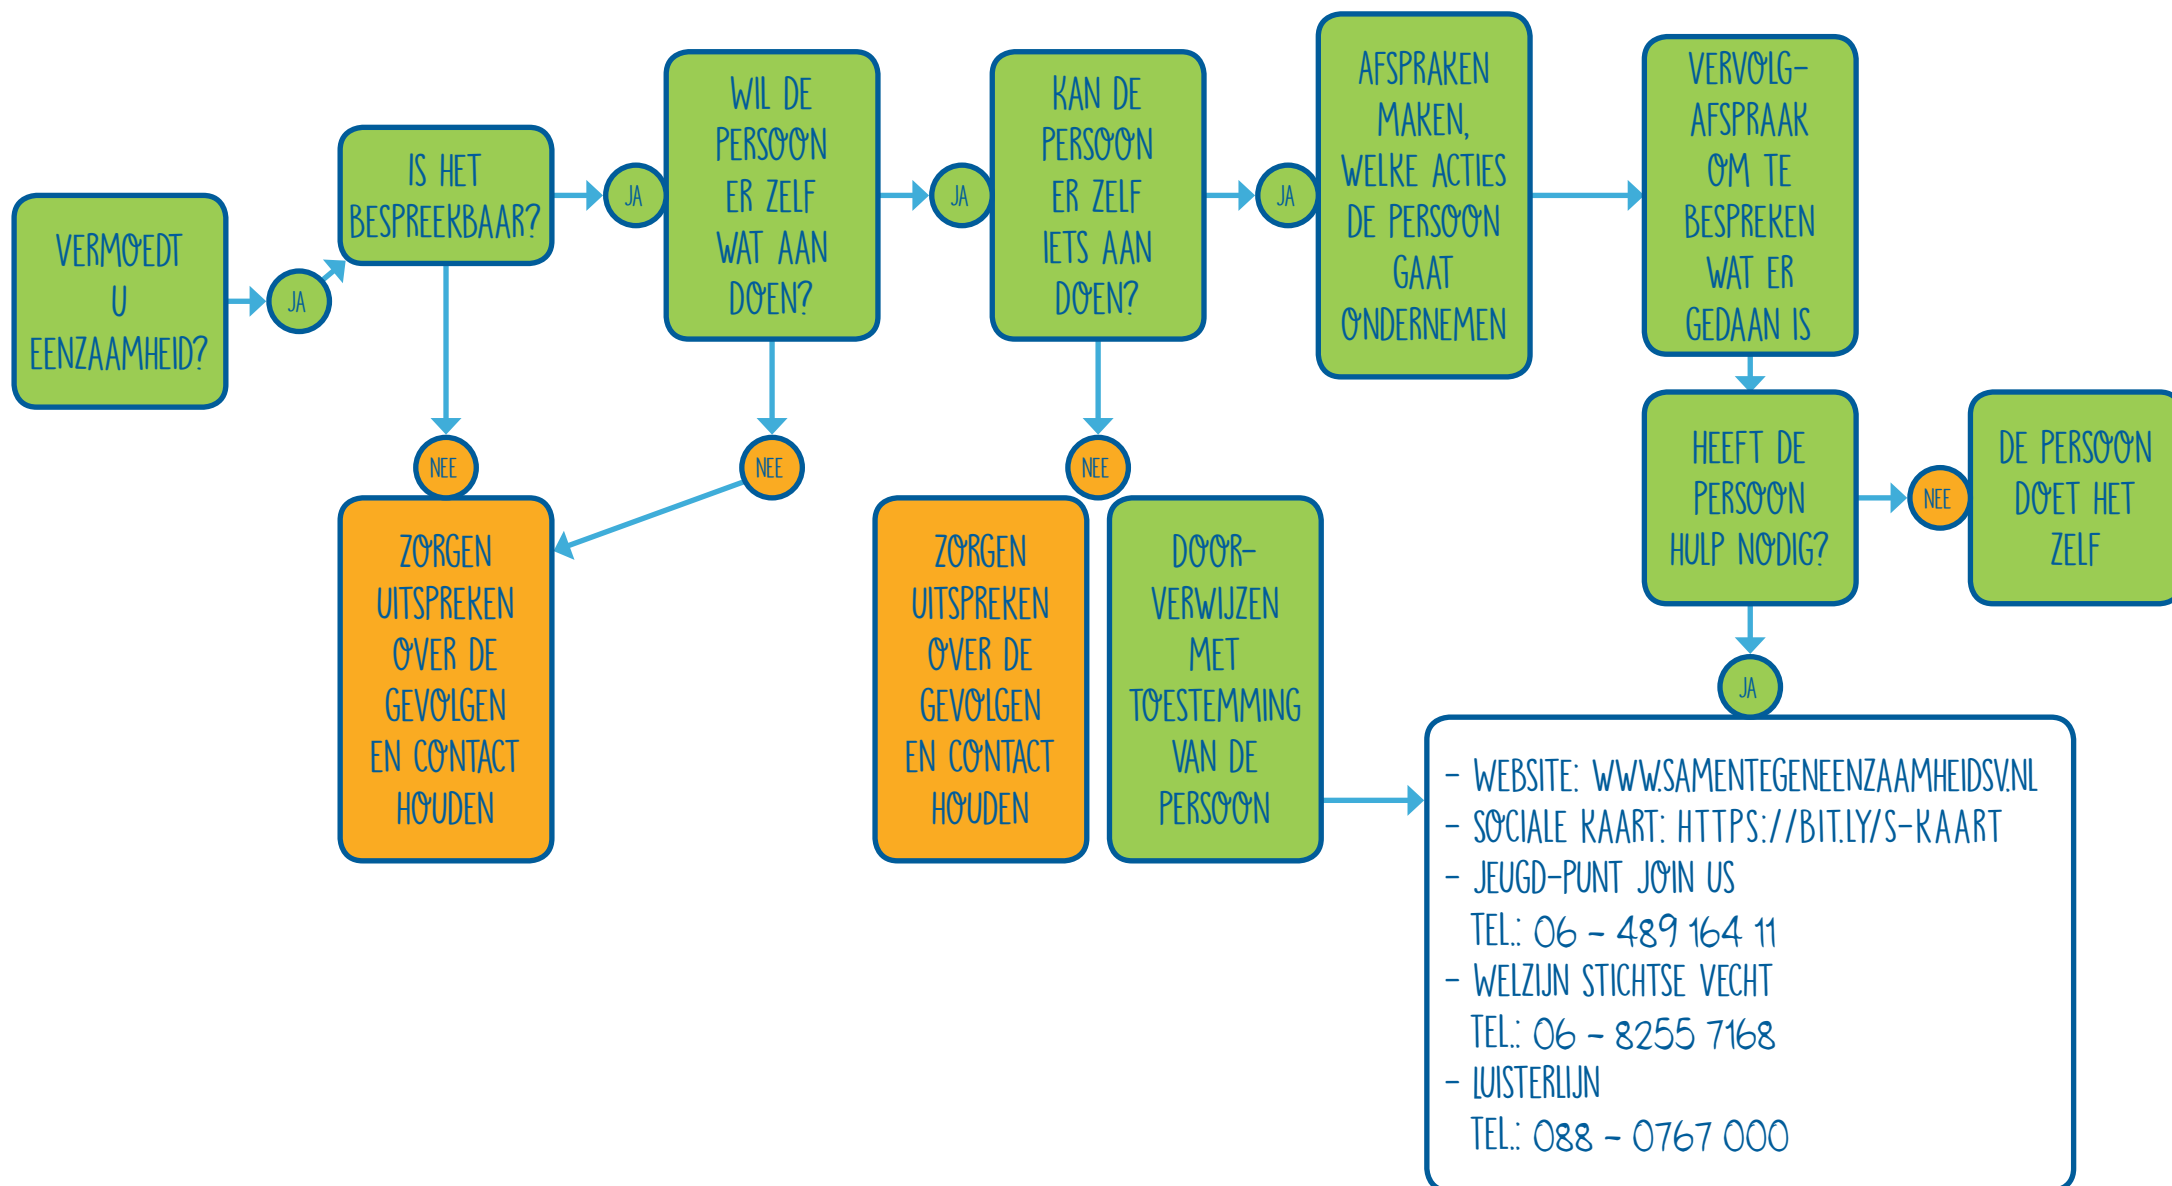 VERMOEDT
U
EENZAAMHEID?
JA
IS HET
BESPREEKBAAR?
JA
WIL DE
PERSOON
ER ZELF
WAT AAN
DOEN?
JA
KAN DE
PERSOON
ER ZELF
IETS AAN
DOEN?
JA
AFSPRAKEN
MAKEN,
WELKE ACTIES
DE PERSOON
GAAT
ONDERNEMEN
VERVOLG-
AFSPRAAK
OM TE
BESPREKEN
WAT ER
GEDAAN IS
NEE
ZORGEN
UITSPREKEN
OVER DE
GEVOLGEN
EN CONTACT
HOUDEN
NEE
NEE
ZORGEN
UITSPREKEN
OVER DE
GEVOLGEN
EN CONTACT
HOUDEN
DOOR-
VERWIJZEN
MET
TOESTEMMING
VAN DE
PERSOON
HEEFT DE
PERSOON
HULP NODIG?
NEE
DE PERSOON
DOET HET
ZELF
JA
- WEBSITE: WWW.SAMENTEGENEENZAAMHEIDSV.NL
- SOCIALE KAART: HTTPS://BIT.LY/S-KAART
- JEUGD-PUNT JOIN US
TEL.: 06 - 489 164 11
- WELZIJN STICHTSE VECHT
TEL.: 06 - 8255 7168
- LUISTERLIJN
TEL.: 088 - 0767 000